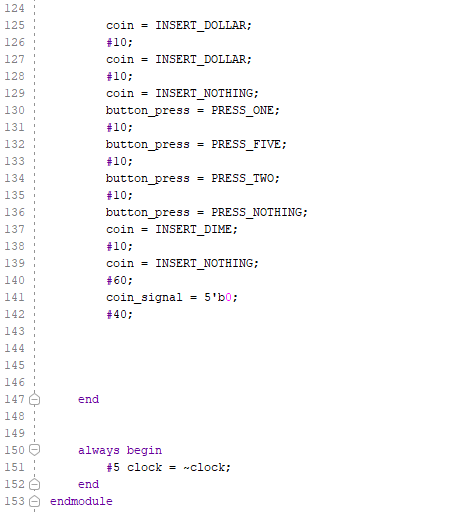 124
125 coin = INSERT_DOLLAR;
126 #10;
127 coin = INSERT_DOLLAR;
128 #10;
129 coin = INSERT_NOTHING;
130 button_press = PRESS_ONE;
131 #10;
132 button_press = PRESS_FIVE;
133 #10;
134 button_press = PRESS_TWO;
135 #10;
136 button_press = PRESS_NOTHING;
137 coin = INSERT_DIME;
138 #10;
139 coin = INSERT_NOTHING;
140 #60;
141 coin_signal = 5'b0;
142 #40;
143
144
145
146
147 end
148
149
150 always begin
151 #5 clock = ~clock;
152 end
153 endmodule